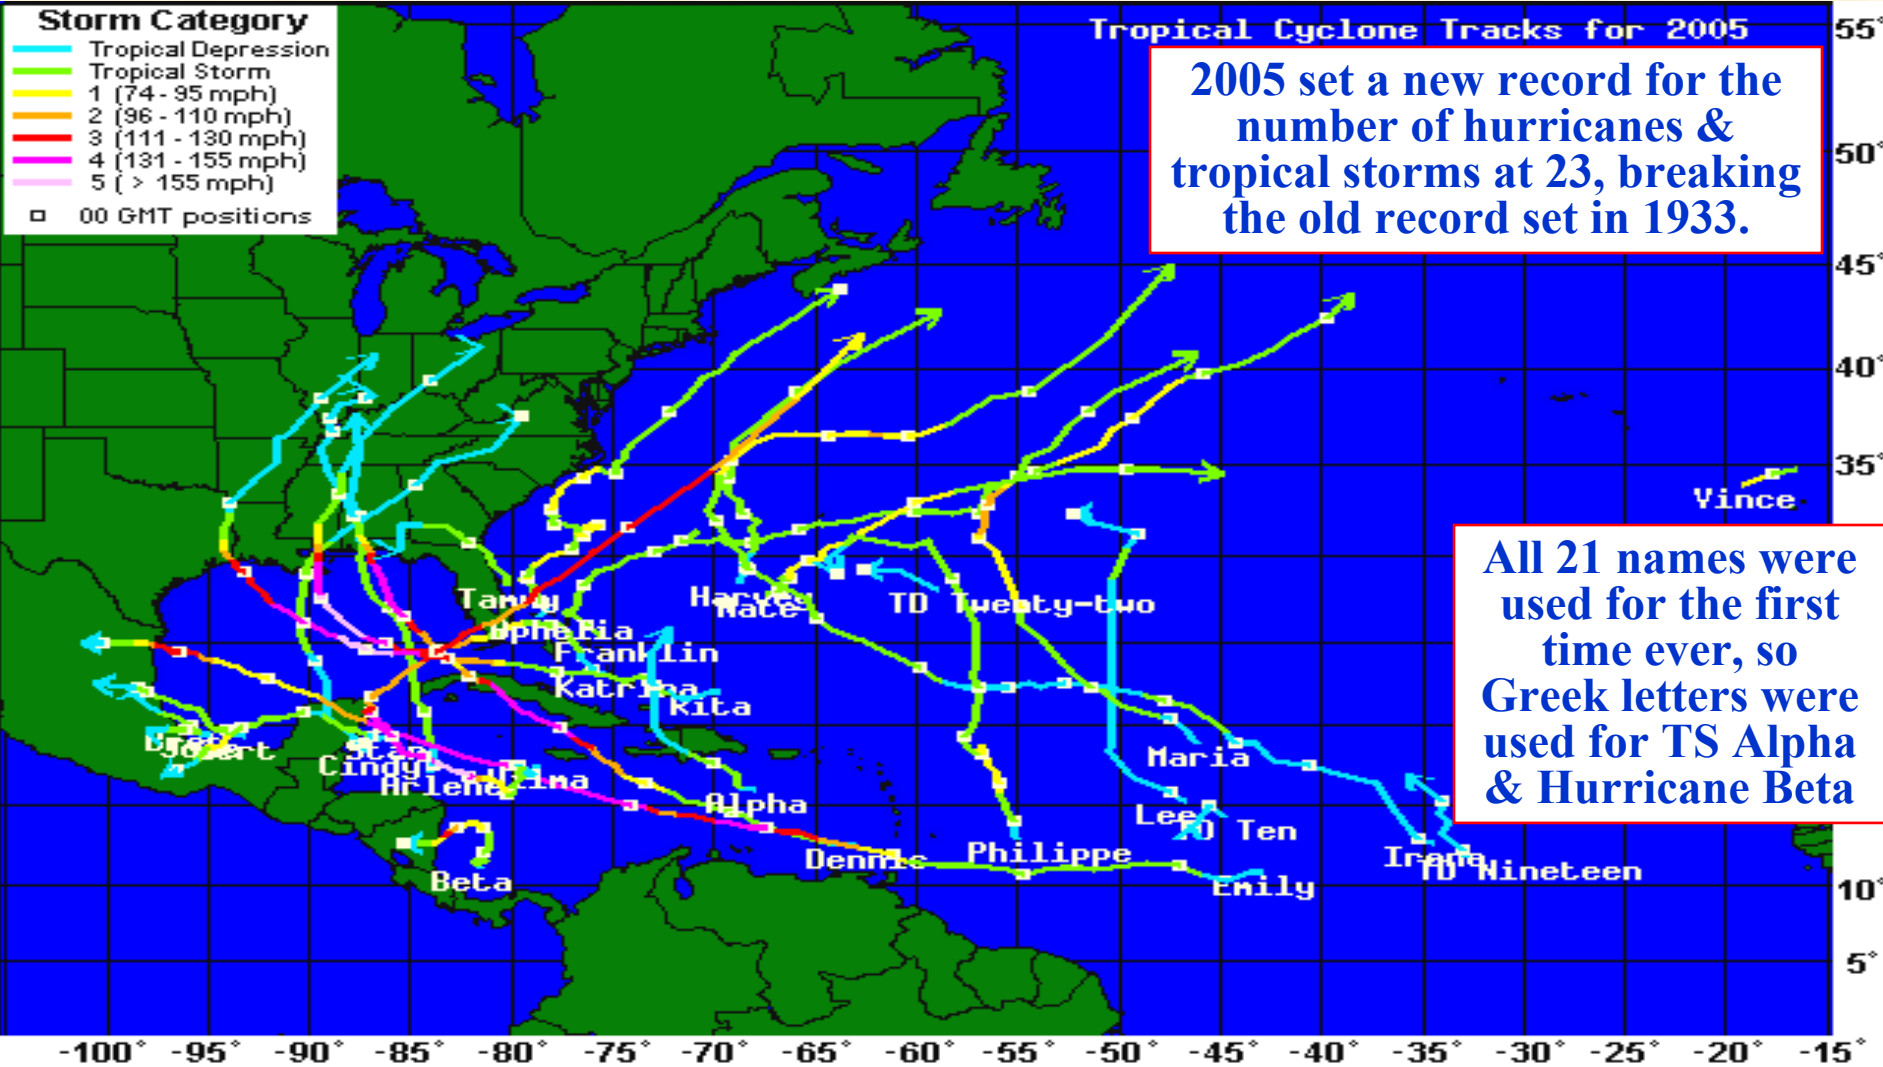 Storm Category
Tropical Depression
Tropical Storm
1 (74 - 95 mph)
2 (96 - 110 mph)
3 (111 - 130 mph)
4 (131 - 155 mph)
5 ( > 155 mph)
00 GMT positions
Tropical Cyclone Tracks for 2005
2005 set a new record for the
number of hurricanes &
tropical storms at 23, breaking
the old record set in 1933.
All 21 names were
used for the first
time ever, so
Greek letters were
used for TS Alpha
& Hurricane Beta
Vince
Tammy
Harvey
Nate
TD Twenty-two
Ophelia
Franklin
Katrina
Rita
Stan
Cindy
Arlene
Wilma
Maria
Alpha
Lee
TD Ten
Dennis
Philippe
Irene
TD Nineteen
Beta
Emily
55°
50°
45°
40°
35°
10°
5°
-100° -95° -90° -85° -80° -75° -70° -65° -60° -55° -50° -45° -40° -35° -30° -25° -20° -15°